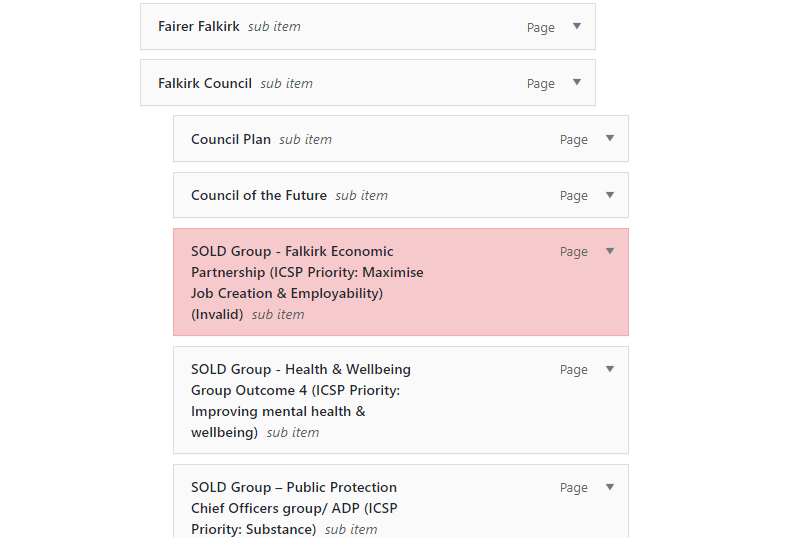 Fairer Falkirk sub item Page
Falkirk Council sub item Page
Council Plan sub item Page
Council of the Future sub item Page
SOLD Group - Falkirk Economic Page
Partnership (ICSP Priority: Maximise
Job Creation & Employability)
(Invalid) sub item
SOLD Group - Health & Wellbeing Page
Group Outcome 4 (ICSP Priority:
Improving mental health &
wellbeing) sub item
SOLD Group – Public Protection Page
Chief Officers group/ ADP (ICSP
Priority: Substance) sub item